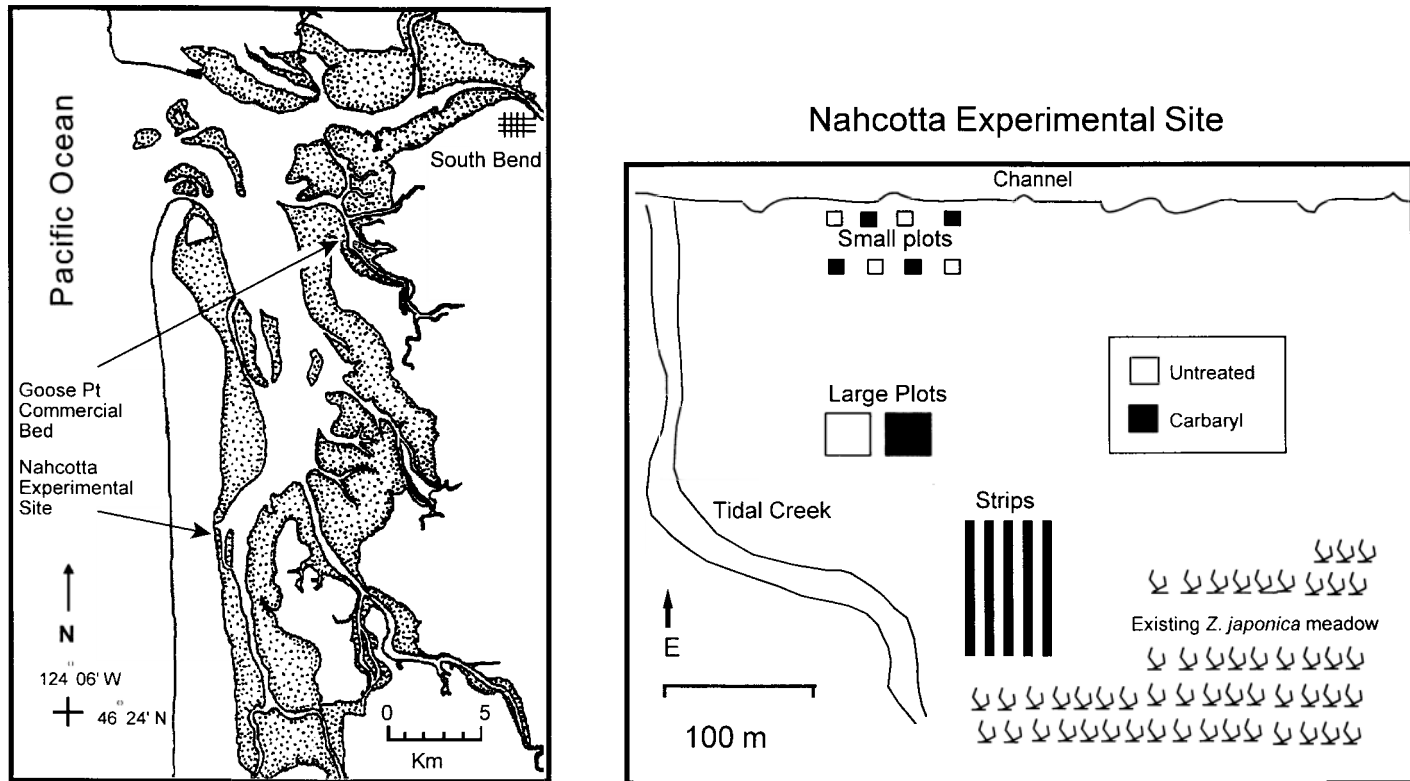 Pacific Ocean
South Bend
Goose Pt
Commercial
Bed
Nahcotta
Experimental
Site
N
124° 06' W
46° 24' N
0 5
Km
Nahcotta Experimental Site
Channel
Small plots
Untreated
Carbaryl
Large Plots
Tidal Creek
Strips
E
Existing Z. japonica meadow
100 m